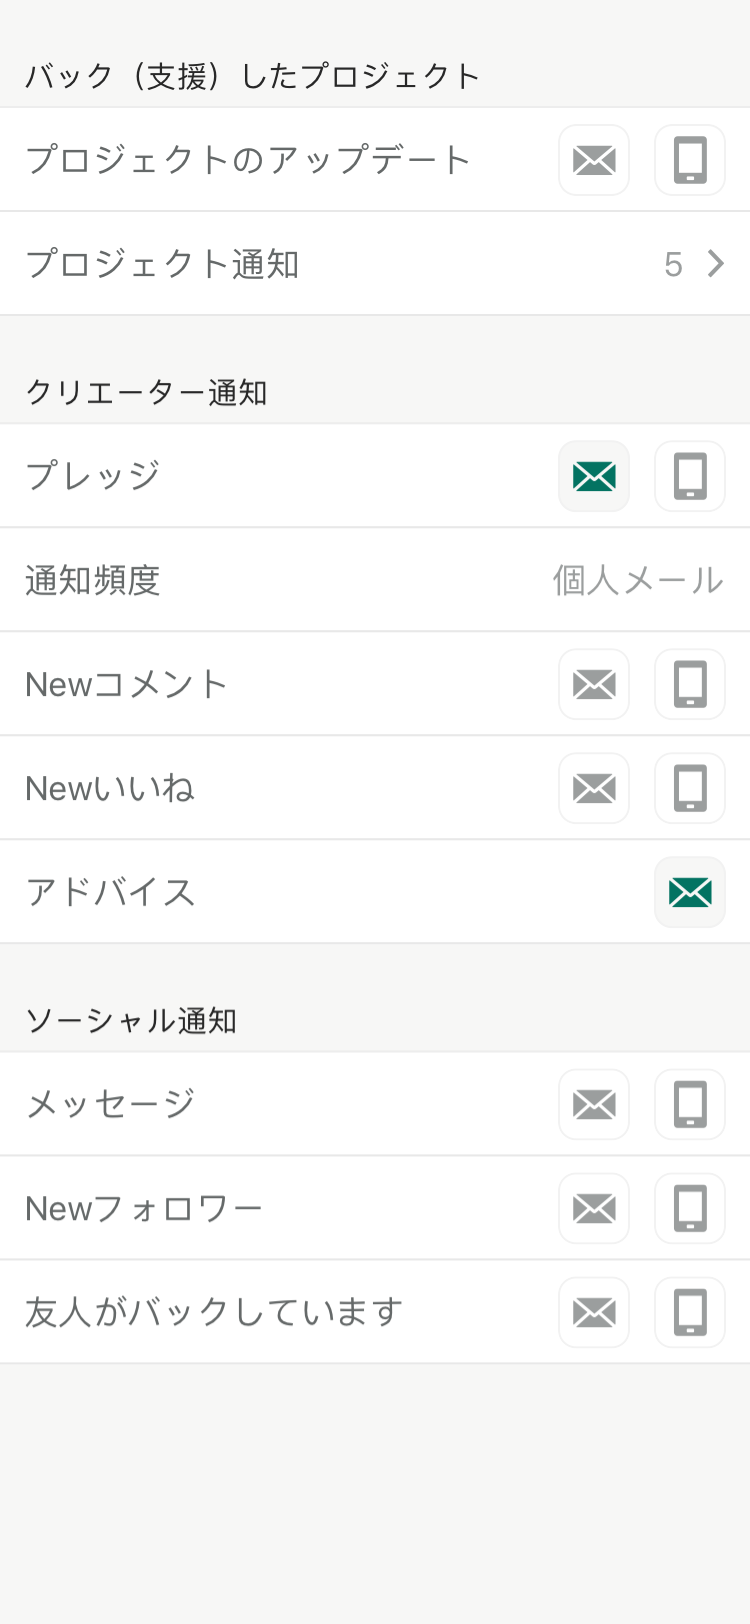 バック（支援）したプロジェクト
プロジェクトのアップデート
プロジェクト通知 5
クリエーター通知
プレッジ
通知頻度 個人メール
Newコメント
Newいいね
アドバイス
ソーシャル通知
メッセージ
Newフォロワー
友人がバックしています